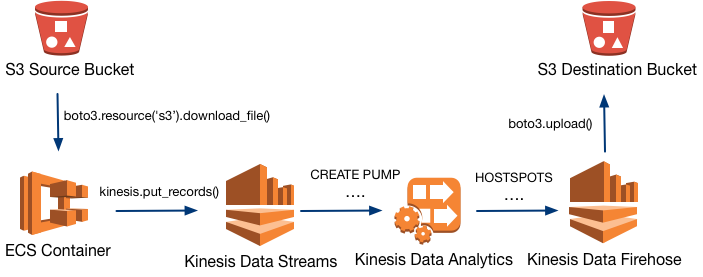 S3 Source Bucket
S3 Destination Bucket
boto3.resource('s3').download_file()
boto3.upload()
CREATE PUMP
....
HOSTSPOTS
....
kinesis.put_records()
ECS Container
Kinesis Data Streams
Kinesis Data Analytics
Kinesis Data Firehose